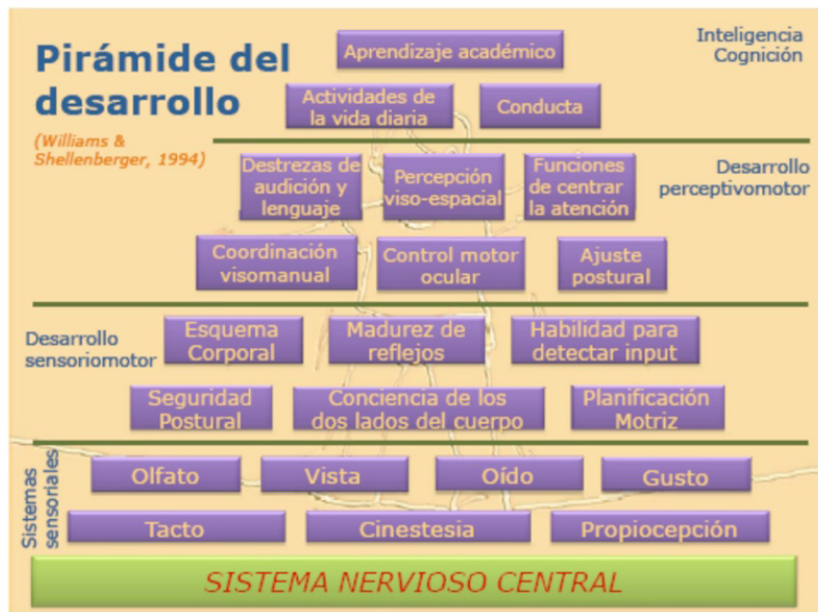 Pirámide del
desarrollo
(Williams &
Shellenberger, 1994)
Inteligencia
Cognición
Aprendizaje académico
Actividades de
la vida diaria
Conducta
Desarrollo
perceptivomotor
Destrezas de
audición y
lenguaje
Percepción
viso-espacial
Funciones
de centrar
la atención
Coordinación
visomanual
Control motor
ocular
Ajuste
postural
Desarrollo
sensoriomotor
Esquema
Corporal
Madurez de
reflejos
Habilidad para
detectar input
Seguridad
Postural
Conciencia de los
dos lados del cuerpo
Planificación
Motriz
Sistemas
sensoriales
Olfato
Vista
Oído
Gusto
Tacto
Cinestesia
Propiocepción
SISTEMA NERVIOSO CENTRAL